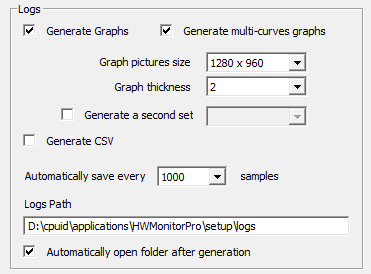 Logs
Generate Graphs Generate multi-curves graphs
Graph pictures size 1280 x 960
Graph thickness 2
Generate a second set
Generate CSV
Automatically save every 1000 samples
Logs Path
D:\cpuid\applications\HWMonitorPro\setup\logs
Automatically open folder after generation